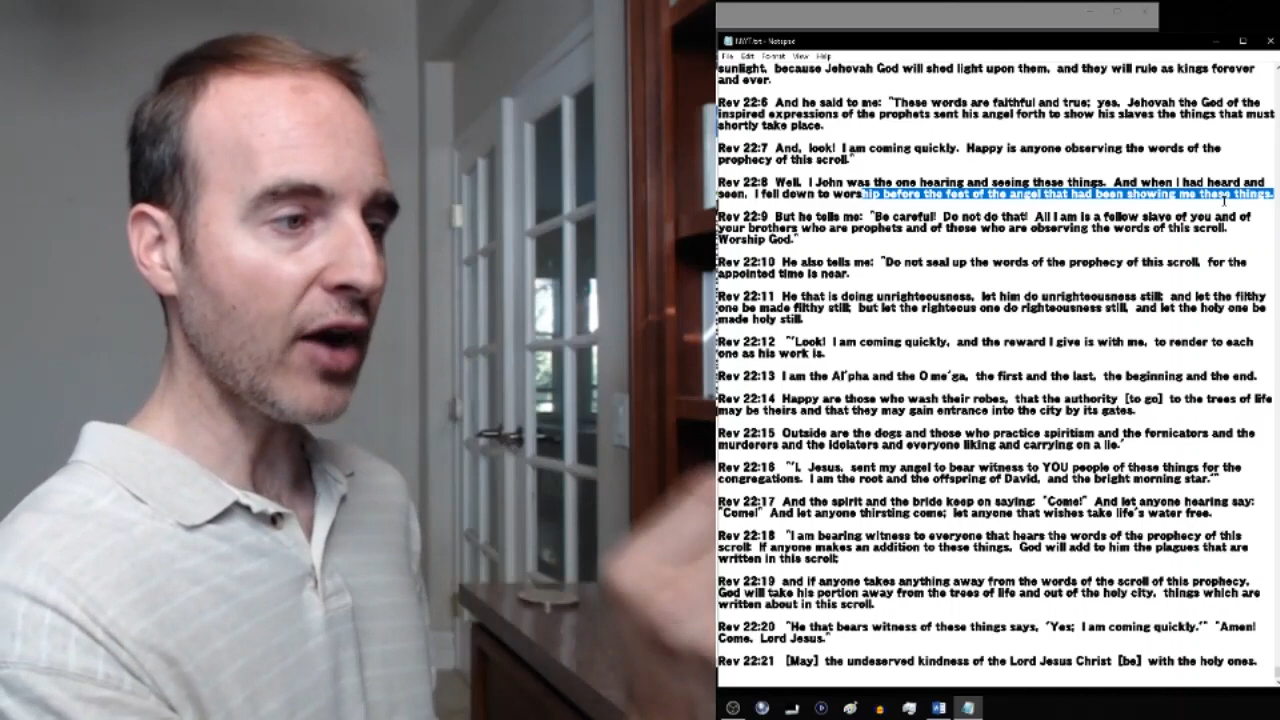 NWT.txt - Notepad
File Edit Format View Help
sunlight, because Jehovah God will shed light upon them, and they will rule as kings forever
and ever.
Rev 22:6 And he said to me: "These words are faithful and true; yes, Jehovah the God of the
inspired expressions of the prophets sent his angel forth to show his slaves the things that must
shortly take place.
Rev 22:7 And, look! I am coming quickly. Happy is anyone observing the words of the
prophecy of this scroll."
Rev 22:8 Well, I John was the one hearing and seeing these things. And when I had heard and
seen, I fell down to worship before the feet of the angel that had been showing me these things.
Rev 22:9 But he tells me: "Be careful! Do not do that! All I am is a fellow slave of you and of
your brothers who are prophets and of those who are observing the words of this scroll.
Worship God."
Rev 22:10 He also tells me: "Do not seal up the words of the prophecy of this scroll, for the
appointed time is near.
Rev 22:11 He that is doing unrighteousness, let him do unrighteousness still; and let the filthy
one be made filthy still; but let the righteous one do righteousness still, and let the holy one be
made holy still.
Rev 22:12 "'Look! I am coming quickly, and the reward I give is with me, to render to each
one as his work is.
Rev 22:13 I am the Al'pha and the O me'ga, the first and the last, the beginning and the end.
Rev 22:14 Happy are those who wash their robes, that the authority [to go] to the trees of life
may be theirs and that they may gain entrance into the city by its gates.
Rev 22:15 Outside are the dogs and those who practice spiritism and the fornicators and the
murderers and the idolaters and everyone liking and carrying on a lie.'
Rev 22:16 "'I, Jesus, sent my angel to bear witness to YOU people of these things for the
congregations. I am the root and the offspring of David, and the bright morning star.'"
Rev 22:17 And the spirit and the bride keep on saying: "Come!" And let anyone hearing say:
"Come!" And let anyone thirsting come; let anyone that wishes take life's water free.
Rev 22:18 "I am bearing witness to everyone that hears the words of the prophecy of this
scroll: If anyone makes an addition to these things, God will add to him the plagues that are
written in this scroll;
Rev 22:19 and if anyone takes anything away from the words of the scroll of this prophecy,
God will take his portion away from the trees of life and out of the holy city, things which are
written about in this scroll.
Rev 22:20 "He that bears witness of these things says, 'Yes; I am coming quickly.'" "Amen!
Come, Lord Jesus."
Rev 22:21 [May] the undeserved kindness of the Lord Jesus Christ [be] with the holy ones.